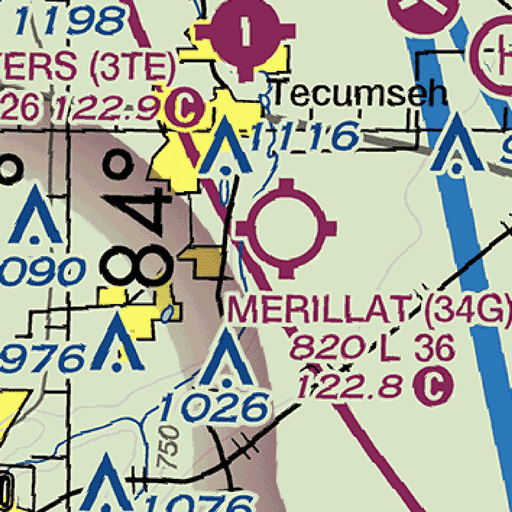 1198
ERS (3TE)
26 122.9 C
Tecumseh
1116
84°
090
MERILLAT (34G)
820 L 36
122.8 C
976
1026
750
1076